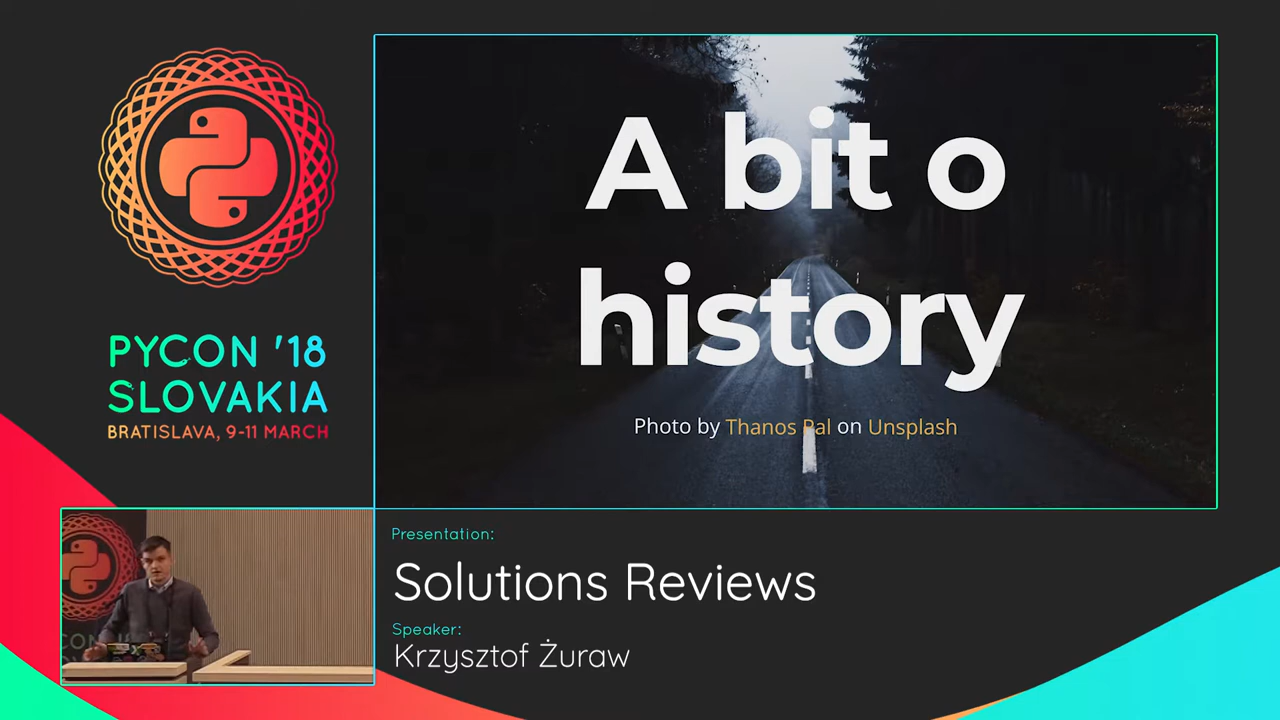 PYCON '18
SLOVAKIA
BRATISLAVA, 9-11 MARCH
A bit o
history
Photo by Thanos Pal on Unsplash
Presentation:
Solutions Reviews
Speaker:
Krzysztof Żuraw